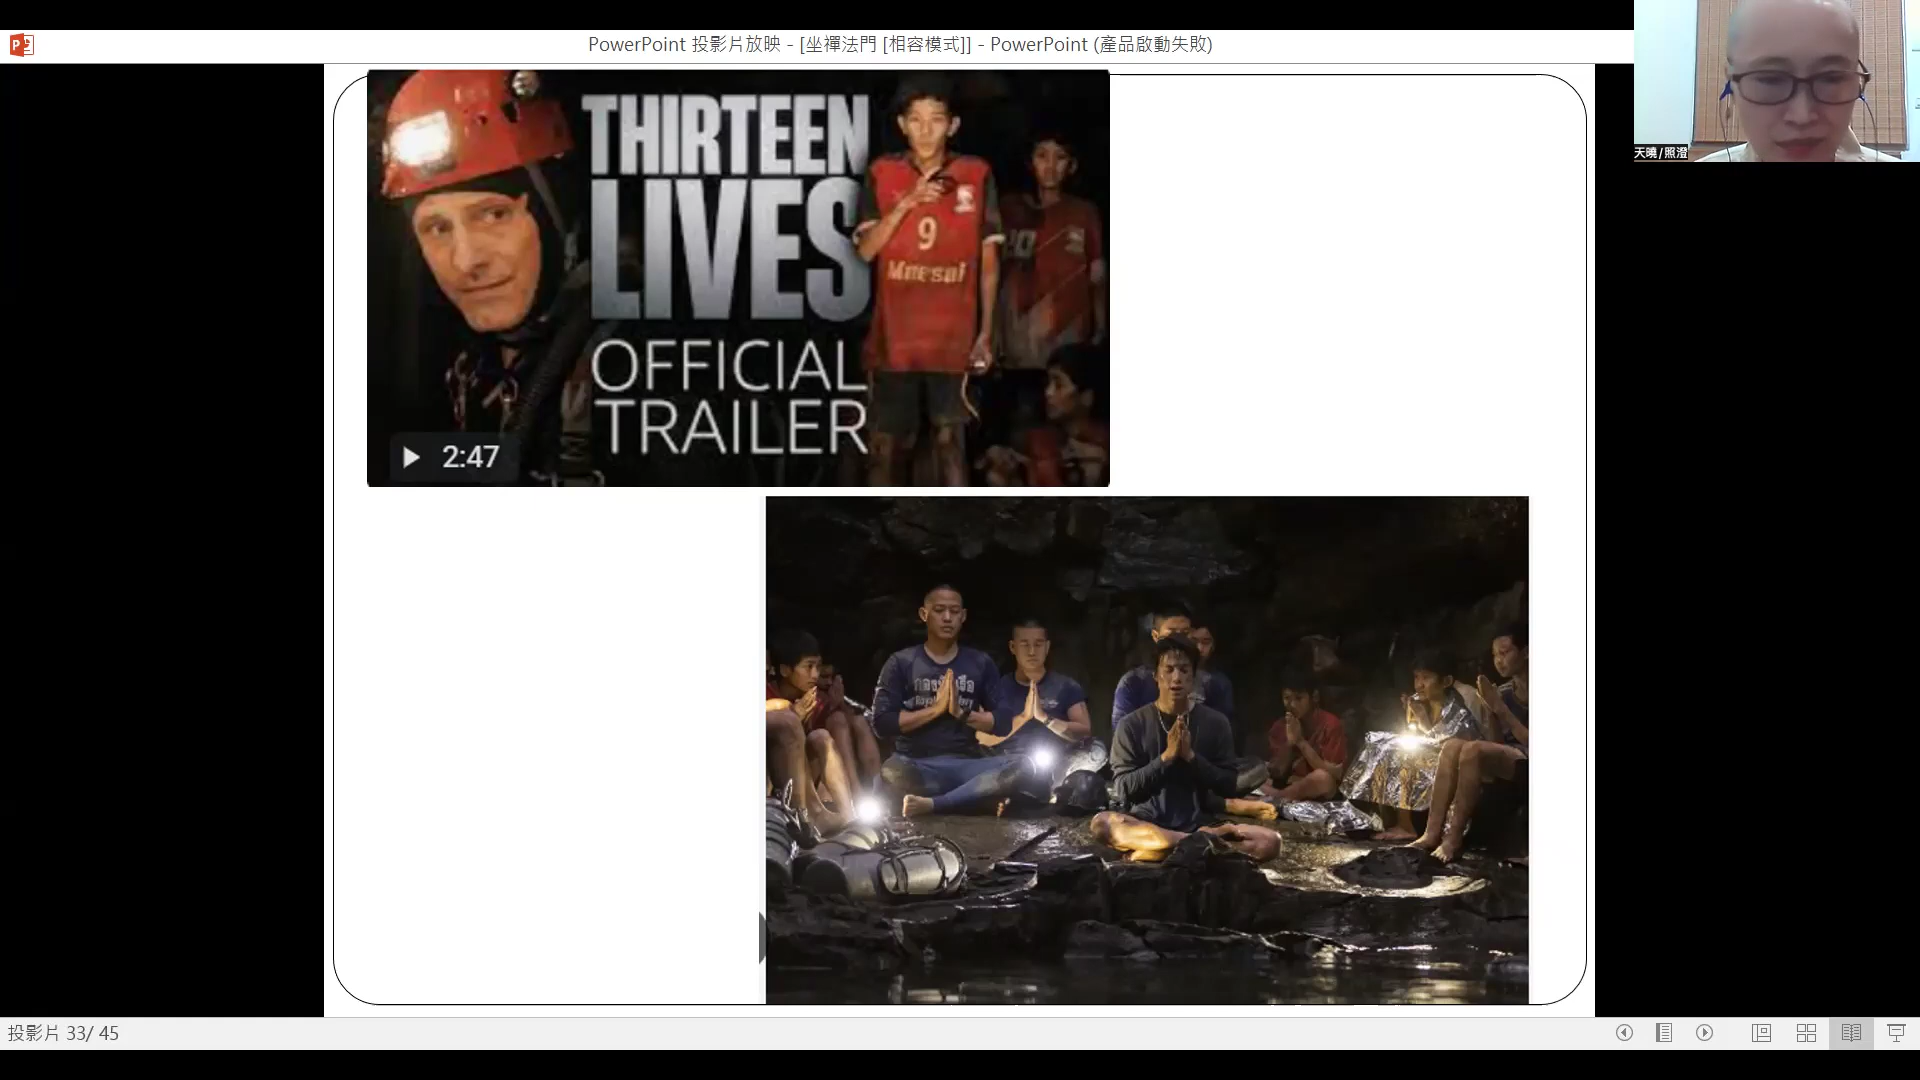 PowerPoint 投影片放映 - [坐禪法門 [相容模式]] - PowerPoint (產品啟動失敗)
天曉/照澄
THIRTEEN
LIVES
OFFICIAL
TRAILER
2:47
9
投影片 33/ 45